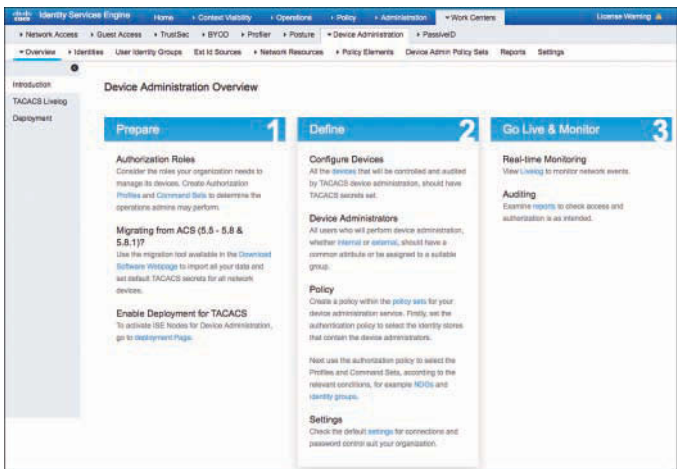 cisco Identity Services Engine Home Context Visibility Operations Policy Administration Work Centers License Warning
Network Access Guest Access TrustSec BYOD Profiler Posture Device Administration PassiveID
Overview Identities User Identity Groups Ext Id Sources Network Resources Policy Elements Device Admin Policy Sets Reports Settings
Introduction
TACACS Livelog
Deployment
Device Administration Overview
Prepare 1
Authorization Roles
Consider the roles your organization needs to
manage its devices. Create Authorization
Profiles and Command Sets to determine the
operations admins may perform.
Migrating from ACS (5.5 - 5.8 &
5.8.1)?
Use the migration tool available in the Download
Software Webpage to import all your data and
set default TACACS secrets for all network
devices.
Enable Deployment for TACACS
To activate ISE Nodes for Device Administration,
go to deployment Page.
Define 2
Configure Devices
All the devices that will be controlled and audited
by TACACS device administration, should have
TACACS secrets set.
Device Administrators
All users who will perform device administration,
whether internal or external, should have a
common attribute or be assigned to a suitable
group.
Policy
Create a policy within the policy sets for your
device administration service. Firstly, set the
authentication policy to select the identity stores
that contain the device administrators.
Next use the authorization policy to select the
Profiles and Command Sets, according to the
relevant conditions, for example NDGs and
identity groups.
Settings
Check the default settings for connections and
password control suit your organization.
Go Live & Monitor 3
Real-time Monitoring
View Livelog to monitor network events.
Auditing
Examine reports to check access and
authorization is as intended.